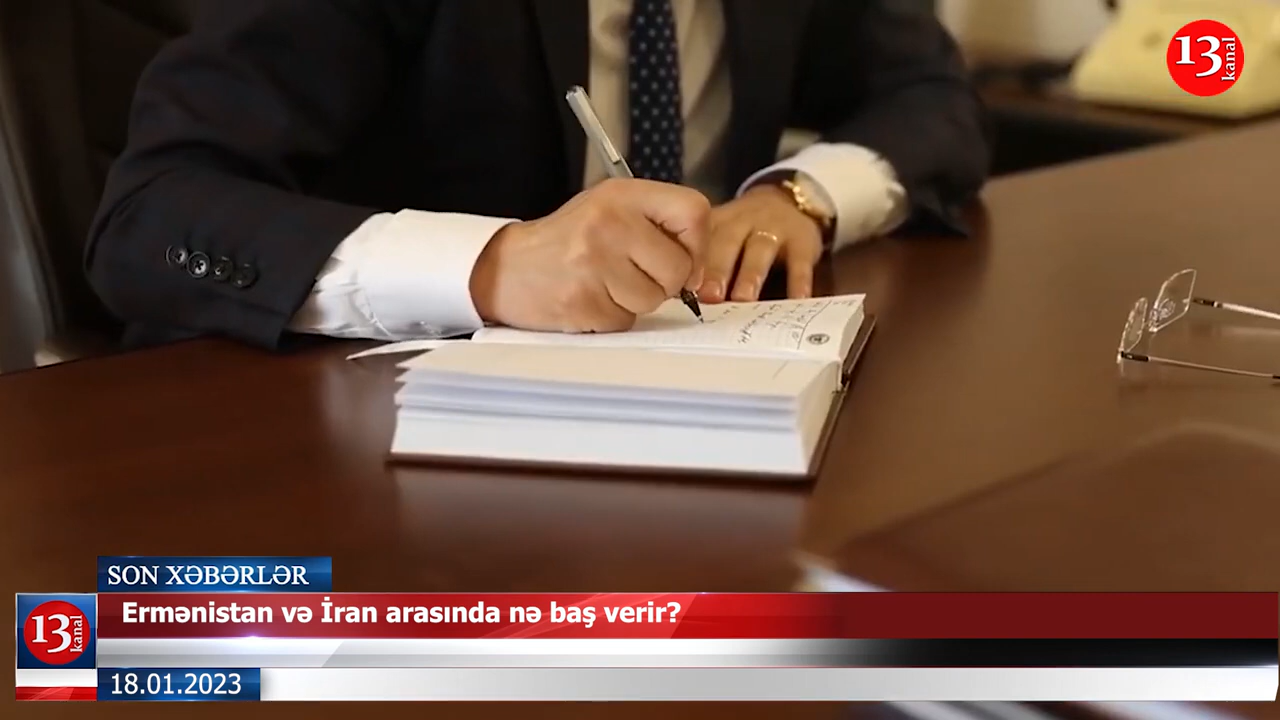 13 kanal
SON XƏBƏRLƏR
Ermənistan və İran arasında nə baş verir?
13 kanal
18.01.2023